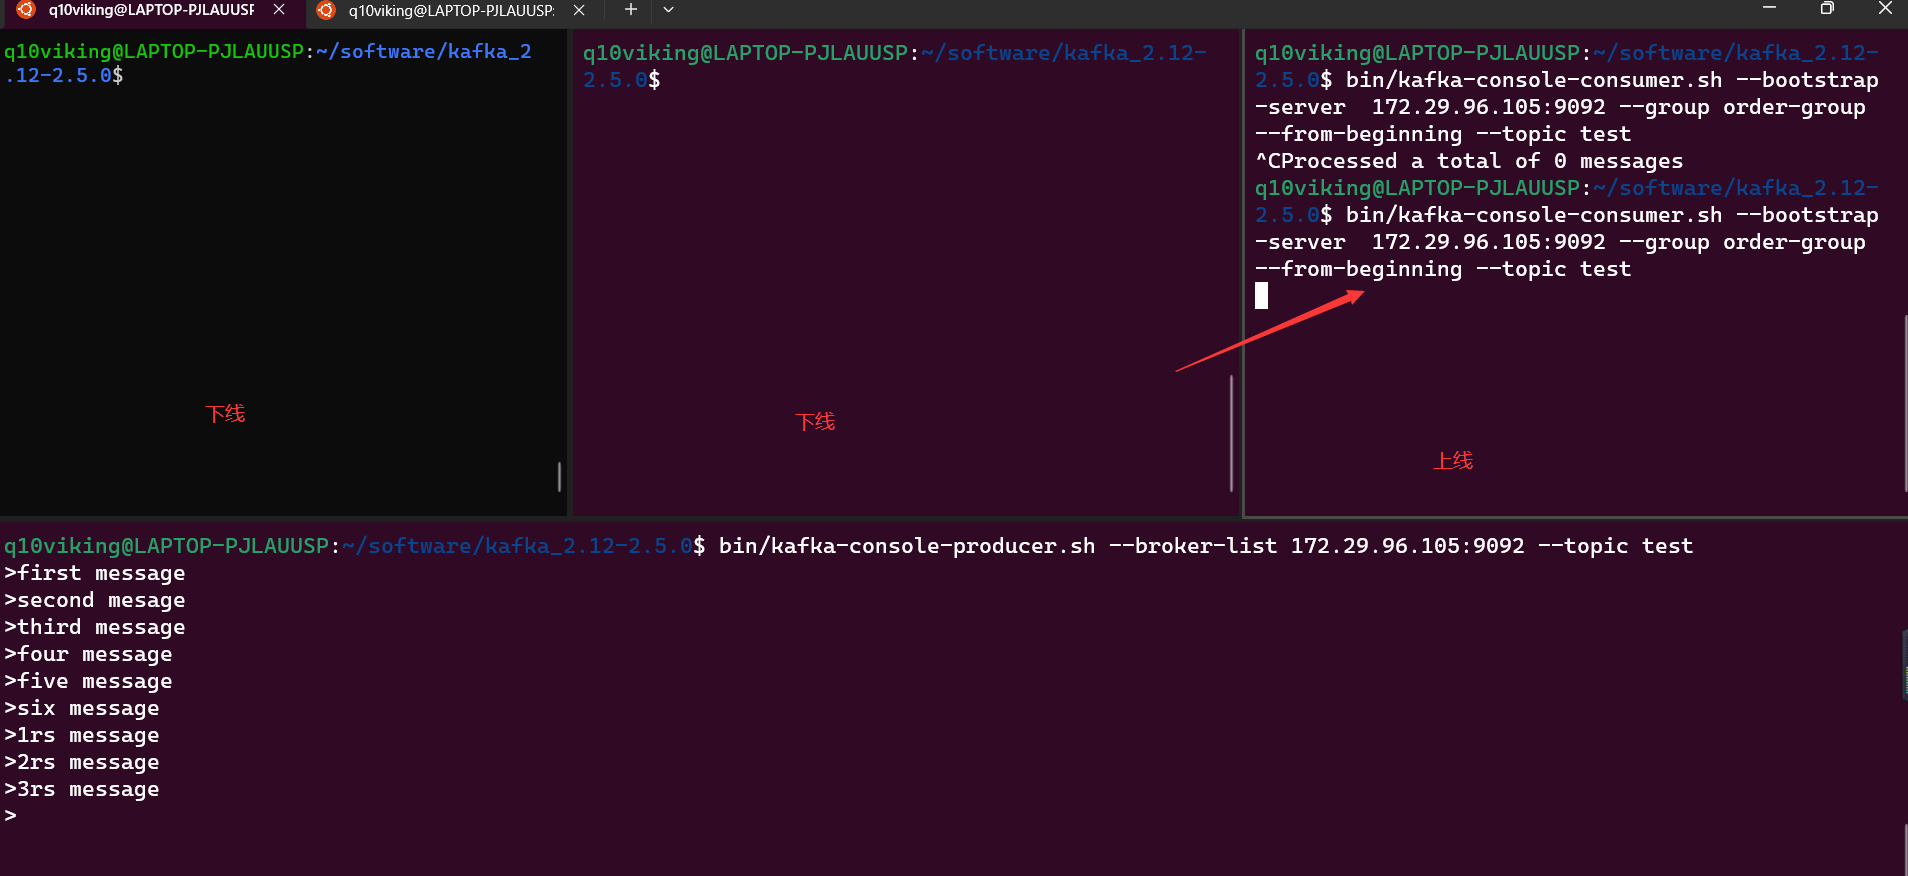 q10viking@LAPTOP-PJLAUUSP
q10viking@LAPTOP-PJLAUUSP:
q10viking@LAPTOP-PJLAUUSP:~/software/kafka_2
.12-2.5.0$
下线
q10viking@LAPTOP-PJLAUUSP:~/software/kafka_2.12-
2.5.0$
下线
q10viking@LAPTOP-PJLAUUSP:~/software/kafka_2.12-
2.5.0$ bin/kafka-console-consumer.sh --bootstrap
-server  172.29.96.105:9092 --group order-group
--from-beginning --topic test
^CProcessed a total of 0 messages
q10viking@LAPTOP-PJLAUUSP:~/software/kafka_2.12-
2.5.0$ bin/kafka-console-consumer.sh --bootstrap
-server  172.29.96.105:9092 --group order-group
--from-beginning --topic test
上线
q10viking@LAPTOP-PJLAUUSP:~/software/kafka_2.12-2.5.0$ bin/kafka-console-producer.sh --broker-list 172.29.96.105:9092 --topic test
>first message
>second mesage
>third message
>four message
>five message
>six message
>1rs message
>2rs message
>3rs message
>